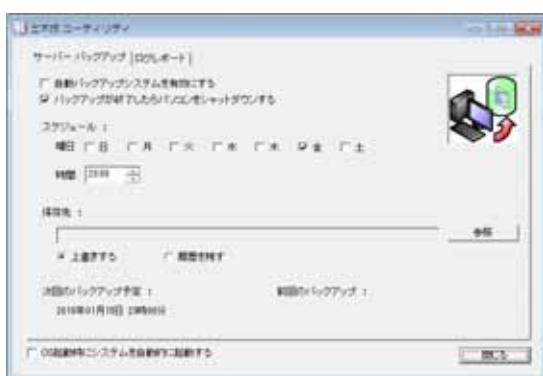 ユーティリティ
サーバーバックアップ ログレポート
自動バックアップシステムを有効にする
バックアップが終了したらパソコンをシャットダウンする
スケジュール：
曜日 日 月 火 水 木 金 土
時間
保存先： 参照
上書きする 履歴を残す
次回のバックアップ予定： 前回のバックアップ：
OS起動時にシステムを自動的に起動する 閉じる